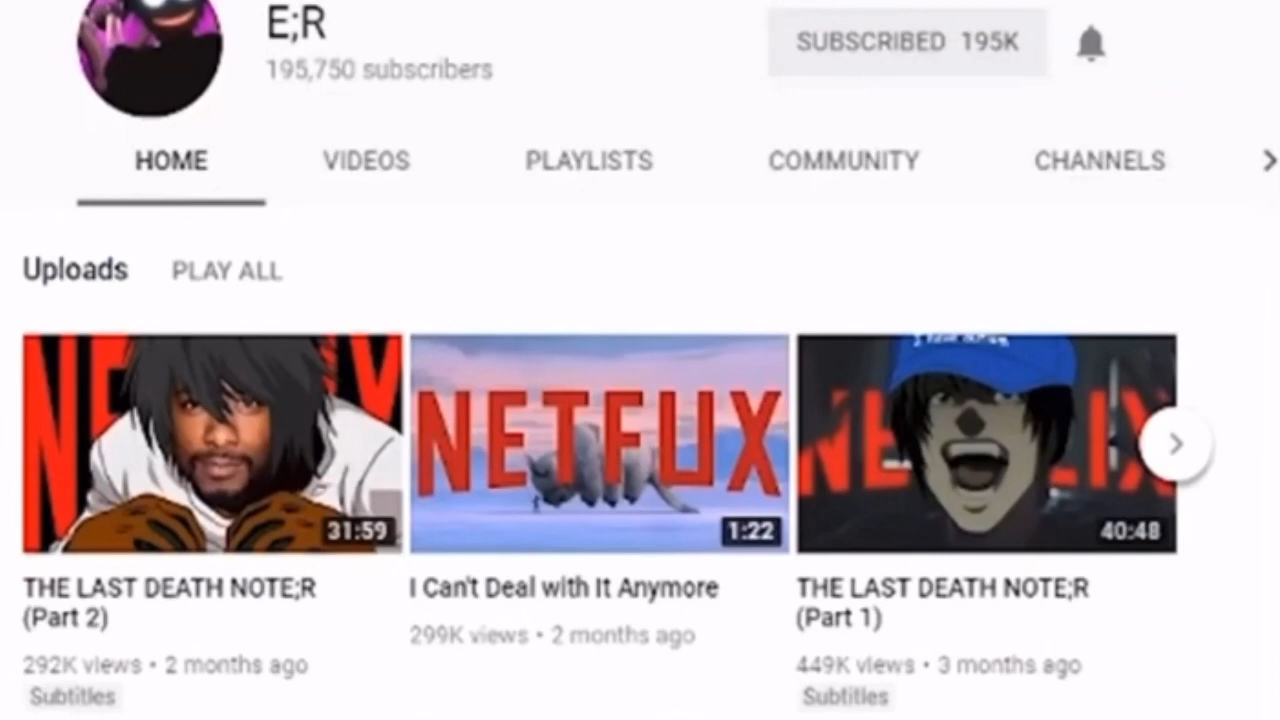 E;R
195,750 subscribers
SUBSCRIBED 195K
HOME VIDEOS PLAYLISTS COMMUNITY CHANNELS
Uploads PLAY ALL
NETFLIX
31:59
1:22
40:48
THE LAST DEATH NOTE;R
(Part 2)
292K views • 2 months ago
Subtitles
I Can't Deal with It Anymore
299K views • 2 months ago
THE LAST DEATH NOTE;R
(Part 1)
449K views • 3 months ago
Subtitles